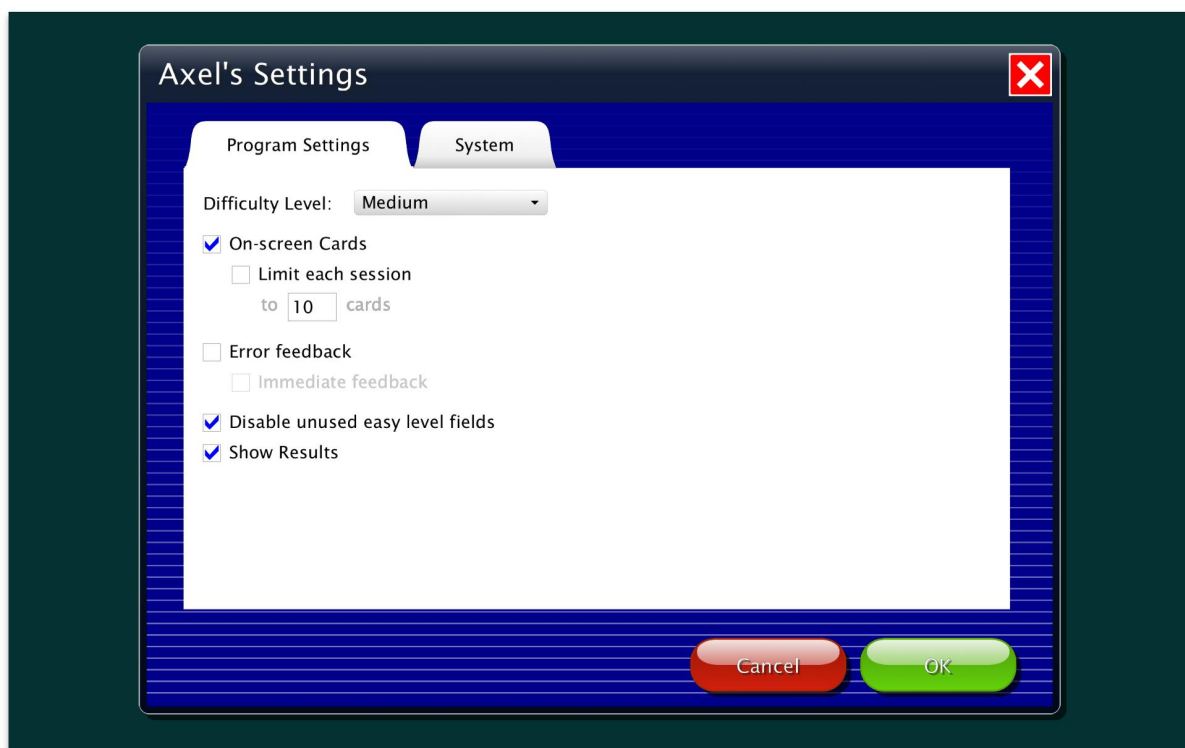 Axel's Settings
Program Settings
System
Difficulty Level: Medium
On-screen Cards
Limit each session
to 10 cards
Error feedback
Immediate feedback
Disable unused easy level fields
Show Results
Cancel
OK